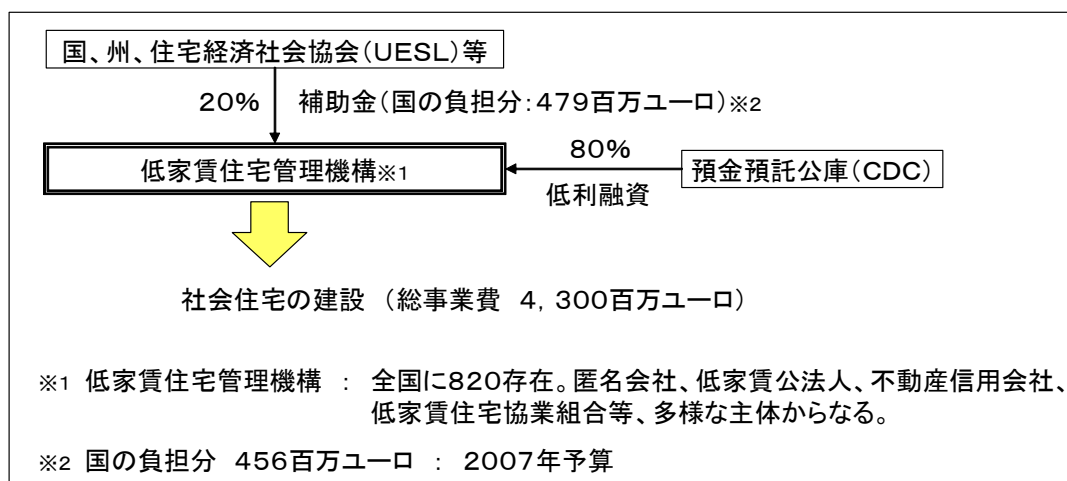 国、州、住宅経済社会協会(UESL)等
20% 補助金(国の負担分:479百万ユーロ)※2
80%
低家賃住宅管理機構※1
預金預託公庫(CDC)
低利融資
社会住宅の建設 (総事業費 4,300百万ユーロ)
※1 低家賃住宅管理機構 : 全国に820存在。匿名会社、低家賃公法人、不動産信用会社、
低家賃住宅協業組合等、多様な主体からなる。
※2 国の負担分 456百万ユーロ : 2007年予算